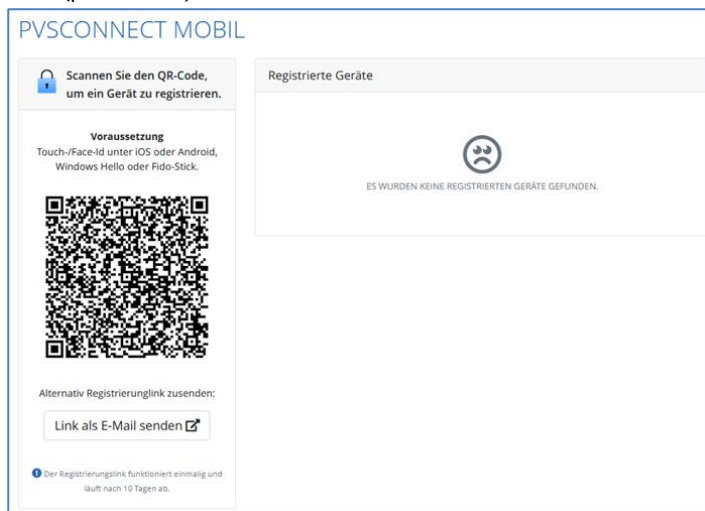 PVSCONNECT MOBIL
Scannen Sie den QR-Code,
um ein Gerät zu registrieren.
Voraussetzung
Touch-/Face-Id unter iOS oder Android,
Windows Hello oder Fido-Stick.
Alternativ Registrierunglink zusenden:
Link als E-Mail senden
Der Registrierungslink funktioniert einmalig und
läuft nach 10 Tagen ab.
Registrierte Geräte
ES WURDEN KEINE REGISTRIERTEN GERÄTE GEFUNDEN.